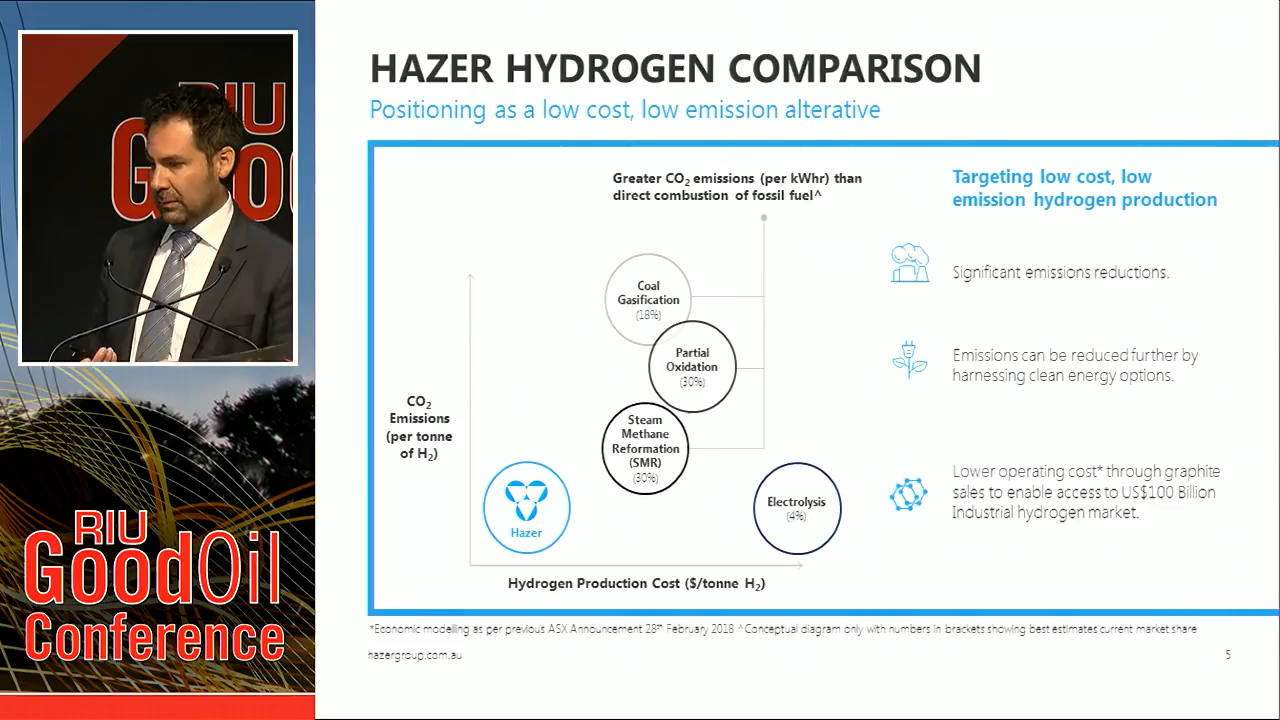 RIU
G
O
RIU
GoodOil
Conference
HAZER HYDROGEN COMPARISON
Positioning as a low cost, low emission alterative
Greater CO2 emissions (per kWhr) than
direct combustion of fossil fuel^
Coal
Gasification
(18%)
Partial
Oxidation
(30%)
Steam
Methane
Reformation
(SMR)
(30%)
CO2
Emissions
(per tonne
of H2)
Hazer
Electrolysis
(4%)
Hydrogen Production Cost ($/tonne H2)
Targeting low cost, low
emission hydrogen production
Significant emissions reductions.
Emissions can be reduced further by
harnessing clean energy options.
Lower operating cost* through graphite
sales to enable access to US$100 Billion
Industrial hydrogen market.
*Economic modelling as per previous ASX Announcement 28th February 2018 ^Conceptual diagram only with numbers in brackets showing best estimates current market share
hazergroup.com.au
5